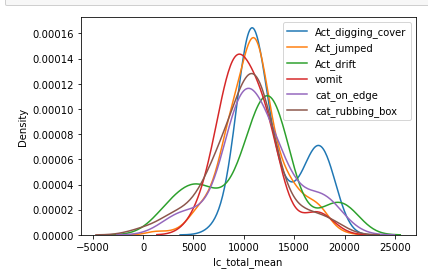 0.00016
0.00014
0.00012
0.00010
0.00008
0.00006
0.00004
0.00002
0.00000
Density
Act_digging_cover
Act_jumped
Act_drift
vomit
cat_on_edge
cat_rubbing_box
−5000 0 5000 10000 15000 20000 25000
lc_total_mean